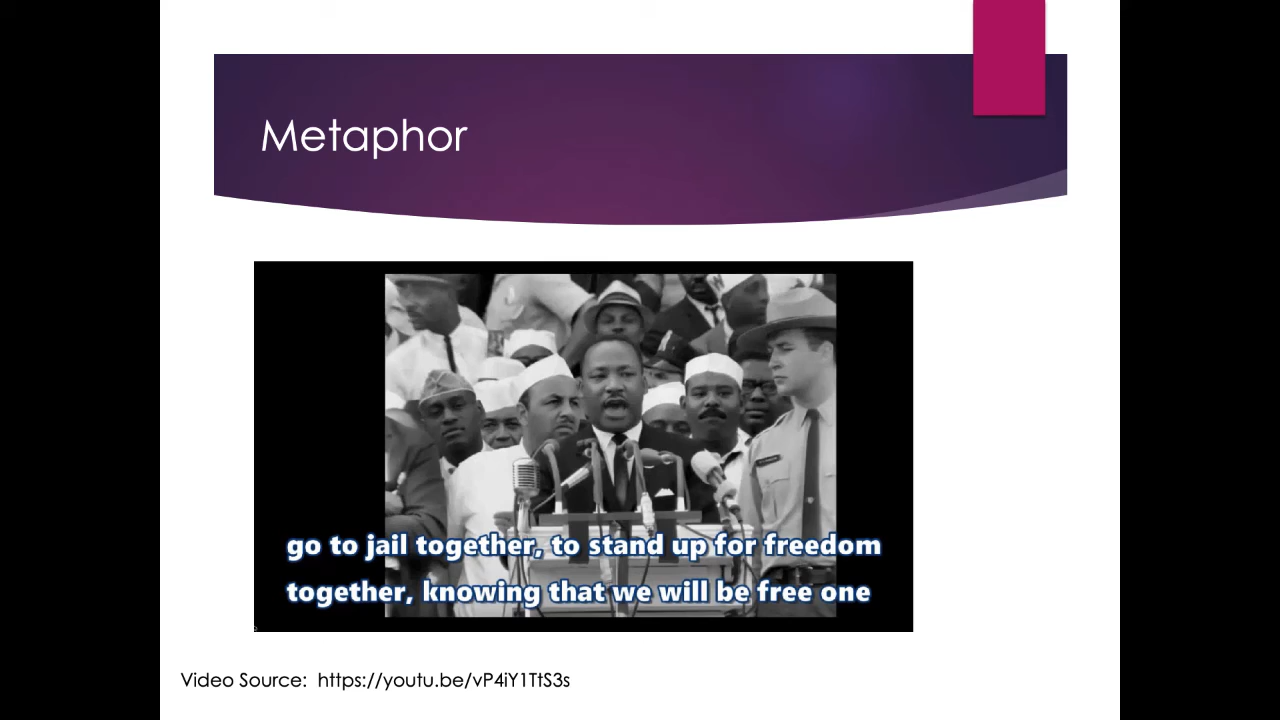 Metaphor
go to jail together, to stand up for freedom
together, knowing that we will be free one
Video Source: https://youtu.be/vP4iY1TtS3s